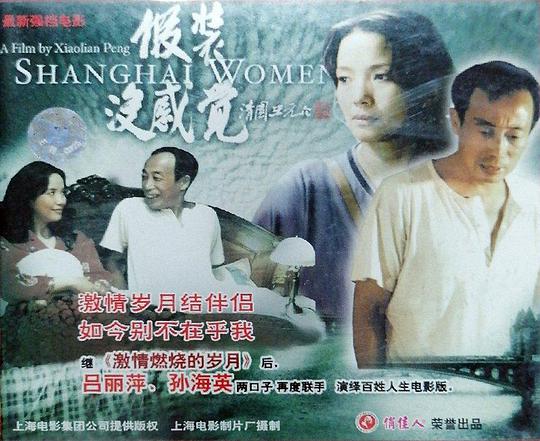 最新强档电影
A Film by Xiaolian Peng
假装
SHANGHAI WOMEN
没感觉
激情岁月结伴侣
如今别不在乎我
继《激情燃烧的岁月》后.
吕丽萍、孙海英两口子 再度联手 演绎百姓人生电影版.
上海电影集团公司提供版权 上海电影制片厂摄制
俏佳人 荣誉出品